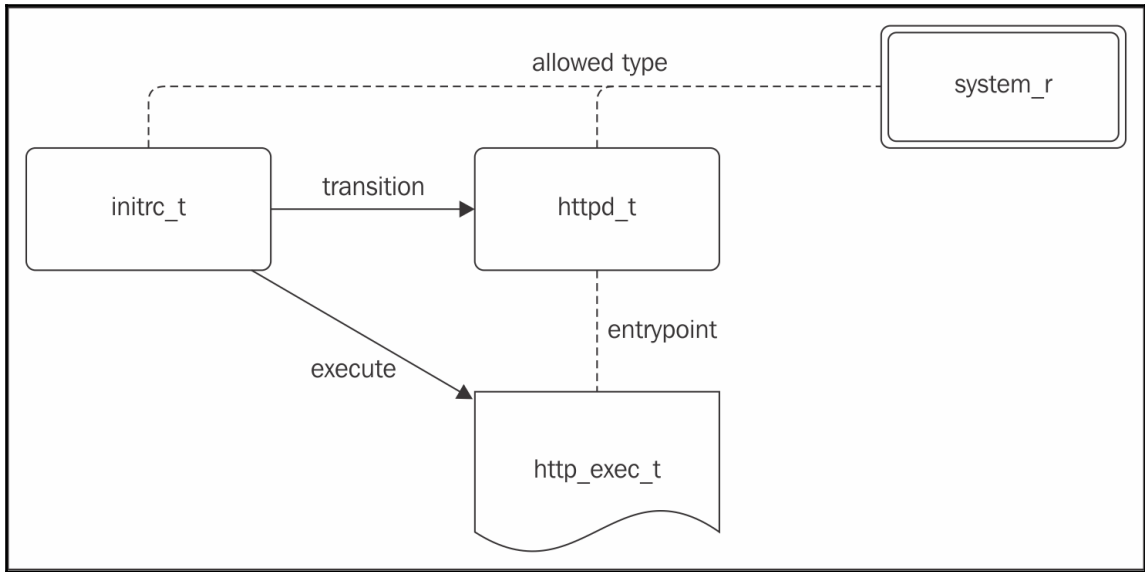 allowed type
system_r
initrc_t
transition
httpd_t
entrypoint
execute
http_exec_t